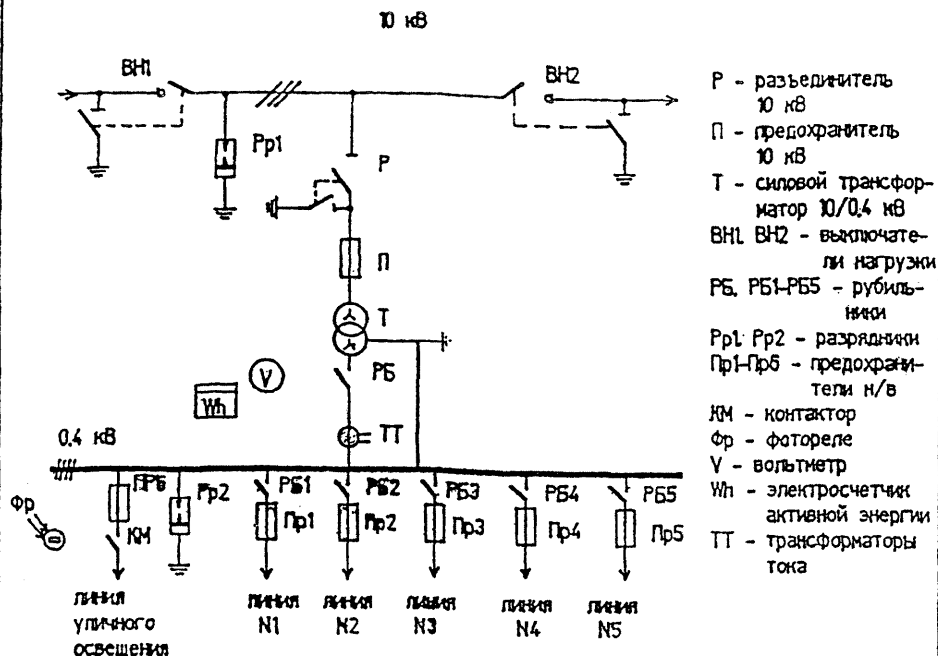 10 кВ
ВН1
ВН2
Рр1
Р
П
Т
РБ
V
Wh
ТТ
0,4 кВ
Фр
ПРБ
КМ
Рр2
РБ1
Пр1
РБ2
Пр2
РБ3
Пр3
РБ4
Пр4
РБ5
Пр5
линия
уличного
освещения
линия
N1
линия
N2
линия
N3
линия
N4
линия
N5
Р - разъединитель
10 кВ
П - предохранитель
10 кВ
Т - силовой трансфор-
матор 10/0,4 кВ
ВН1 ВН2 - выключате-
ли нагрузки
РБ, РБ1-РБ5 - рубиль-
ники
Рр1 Рр2 - разрядники
Пр1-Пр6 - предохрани-
тели н/в
КМ - контактор
Фр - фотореле
V - вольтметр
Wh - электросчетчик
активной энергии
ТТ - трансформаторы
тока